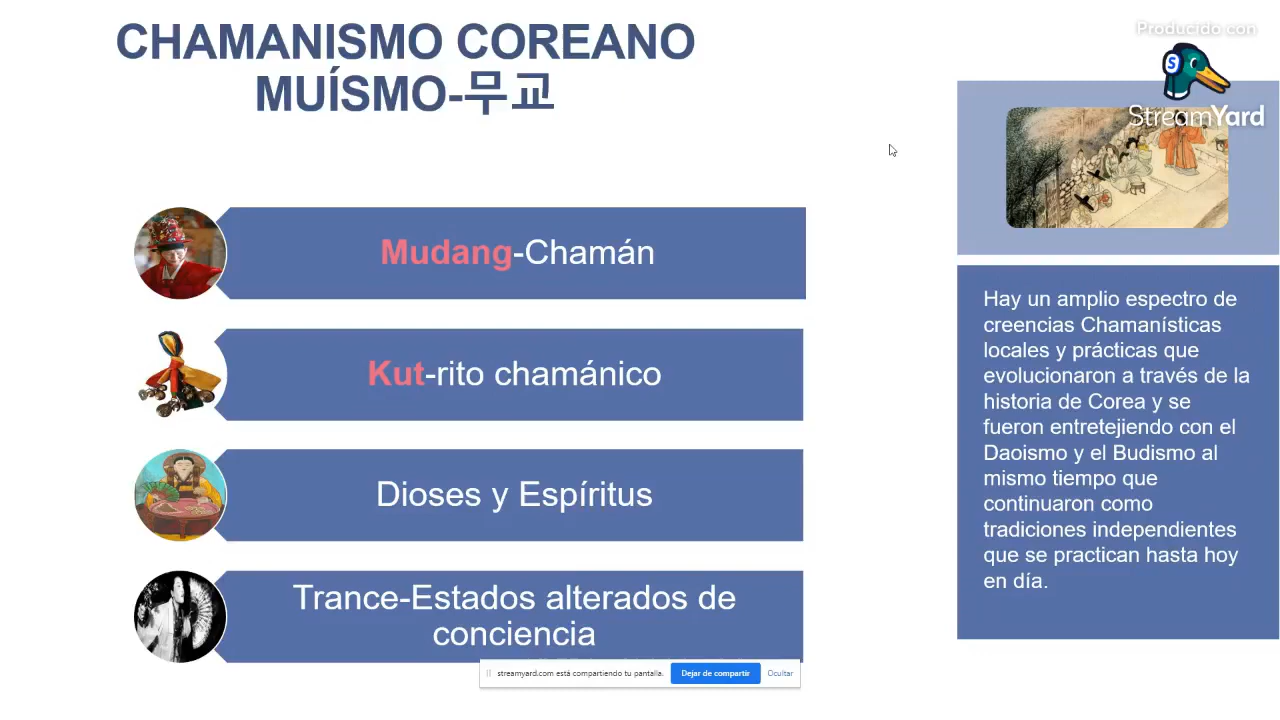 CHAMANISMO COREANO
MUÍSMO-무교
Producido con
StreamYard
Mudang-Chamán
Kut-rito chamánico
Dioses y Espíritus
Trance-Estados alterados de
conciencia
Hay un amplio espectro de
creencias Chamanísticas
locales y prácticas que
evolucionaron a través de la
historia de Corea y se
fueron entretejiendo con el
Daoismo y el Budismo al
mismo tiempo que
continuaron como
tradiciones independientes
que se practican hasta hoy
en día.
streamyard.com está compartiendo tu pantalla.
Dejar de compartir
Ocultar